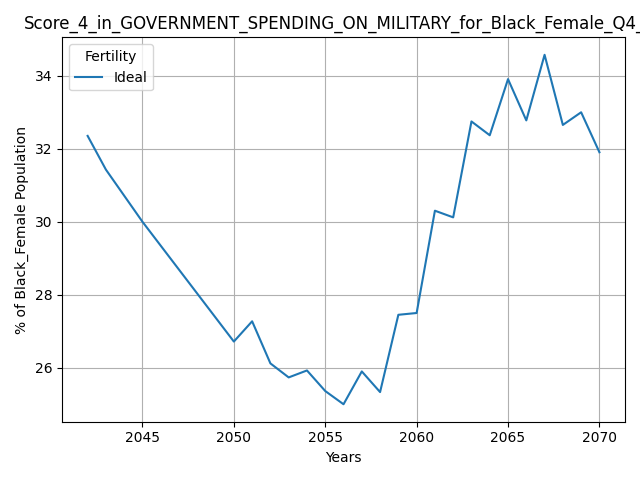 Score_4_in_GOVERNMENT_SPENDING_ON_MILITARY_for_Black_Female_Q4_
Fertility
Ideal
% of Black_Female Population
34
32
30
28
26
2045 2050 2055 2060 2065 2070
Years